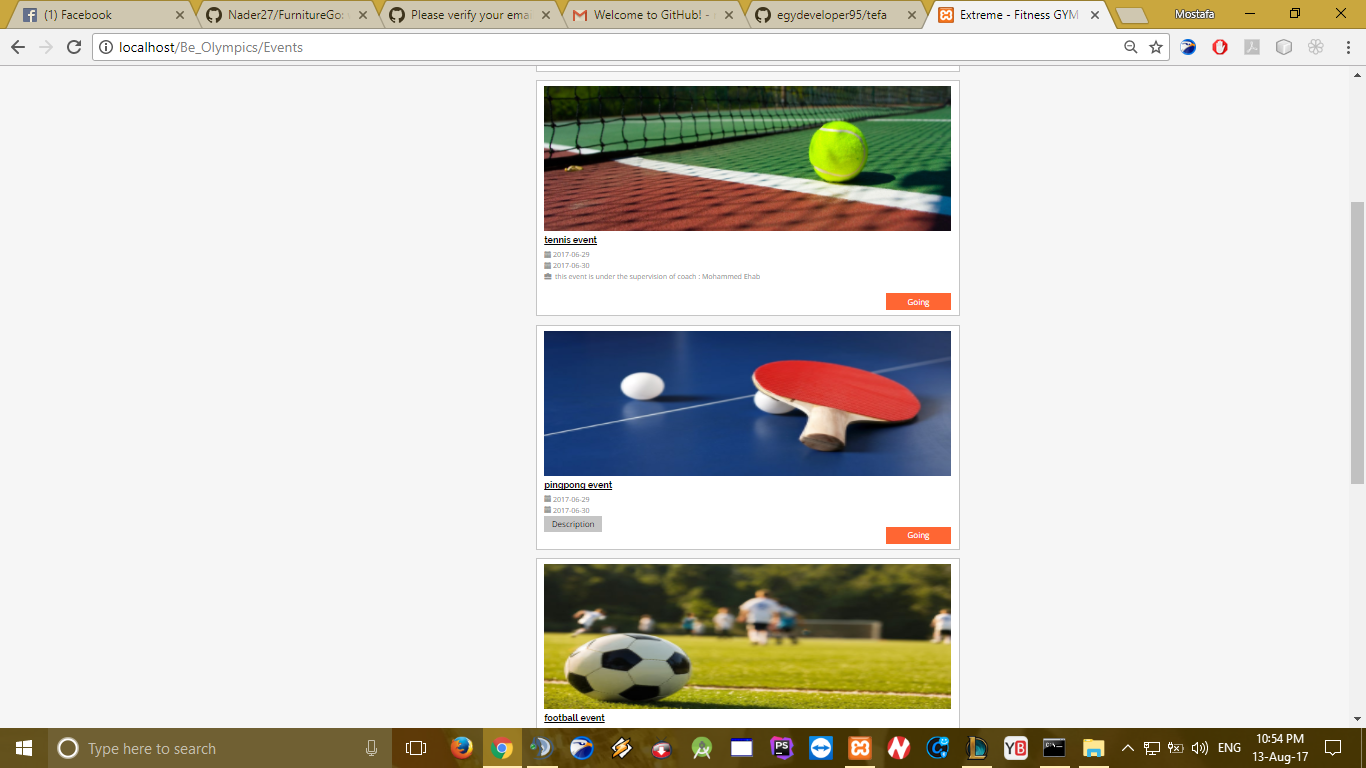 (1) Facebook
Nader27/FurnitureGo:
Please verify your emai
Welcome to GitHub! -
egydeveloper95/tefa
Extreme - Fitness GYM
Mostafa
localhost/Be_Olympics/Events
tennis event
2017-06-29
2017-06-30
this event is under the supervision of coach : Mohammed Ehab
Going
pingpong event
2017-06-29
2017-06-30
Description
Going
football event
Type here to search
PS
YB
ENG
10:54 PM
13-Aug-17